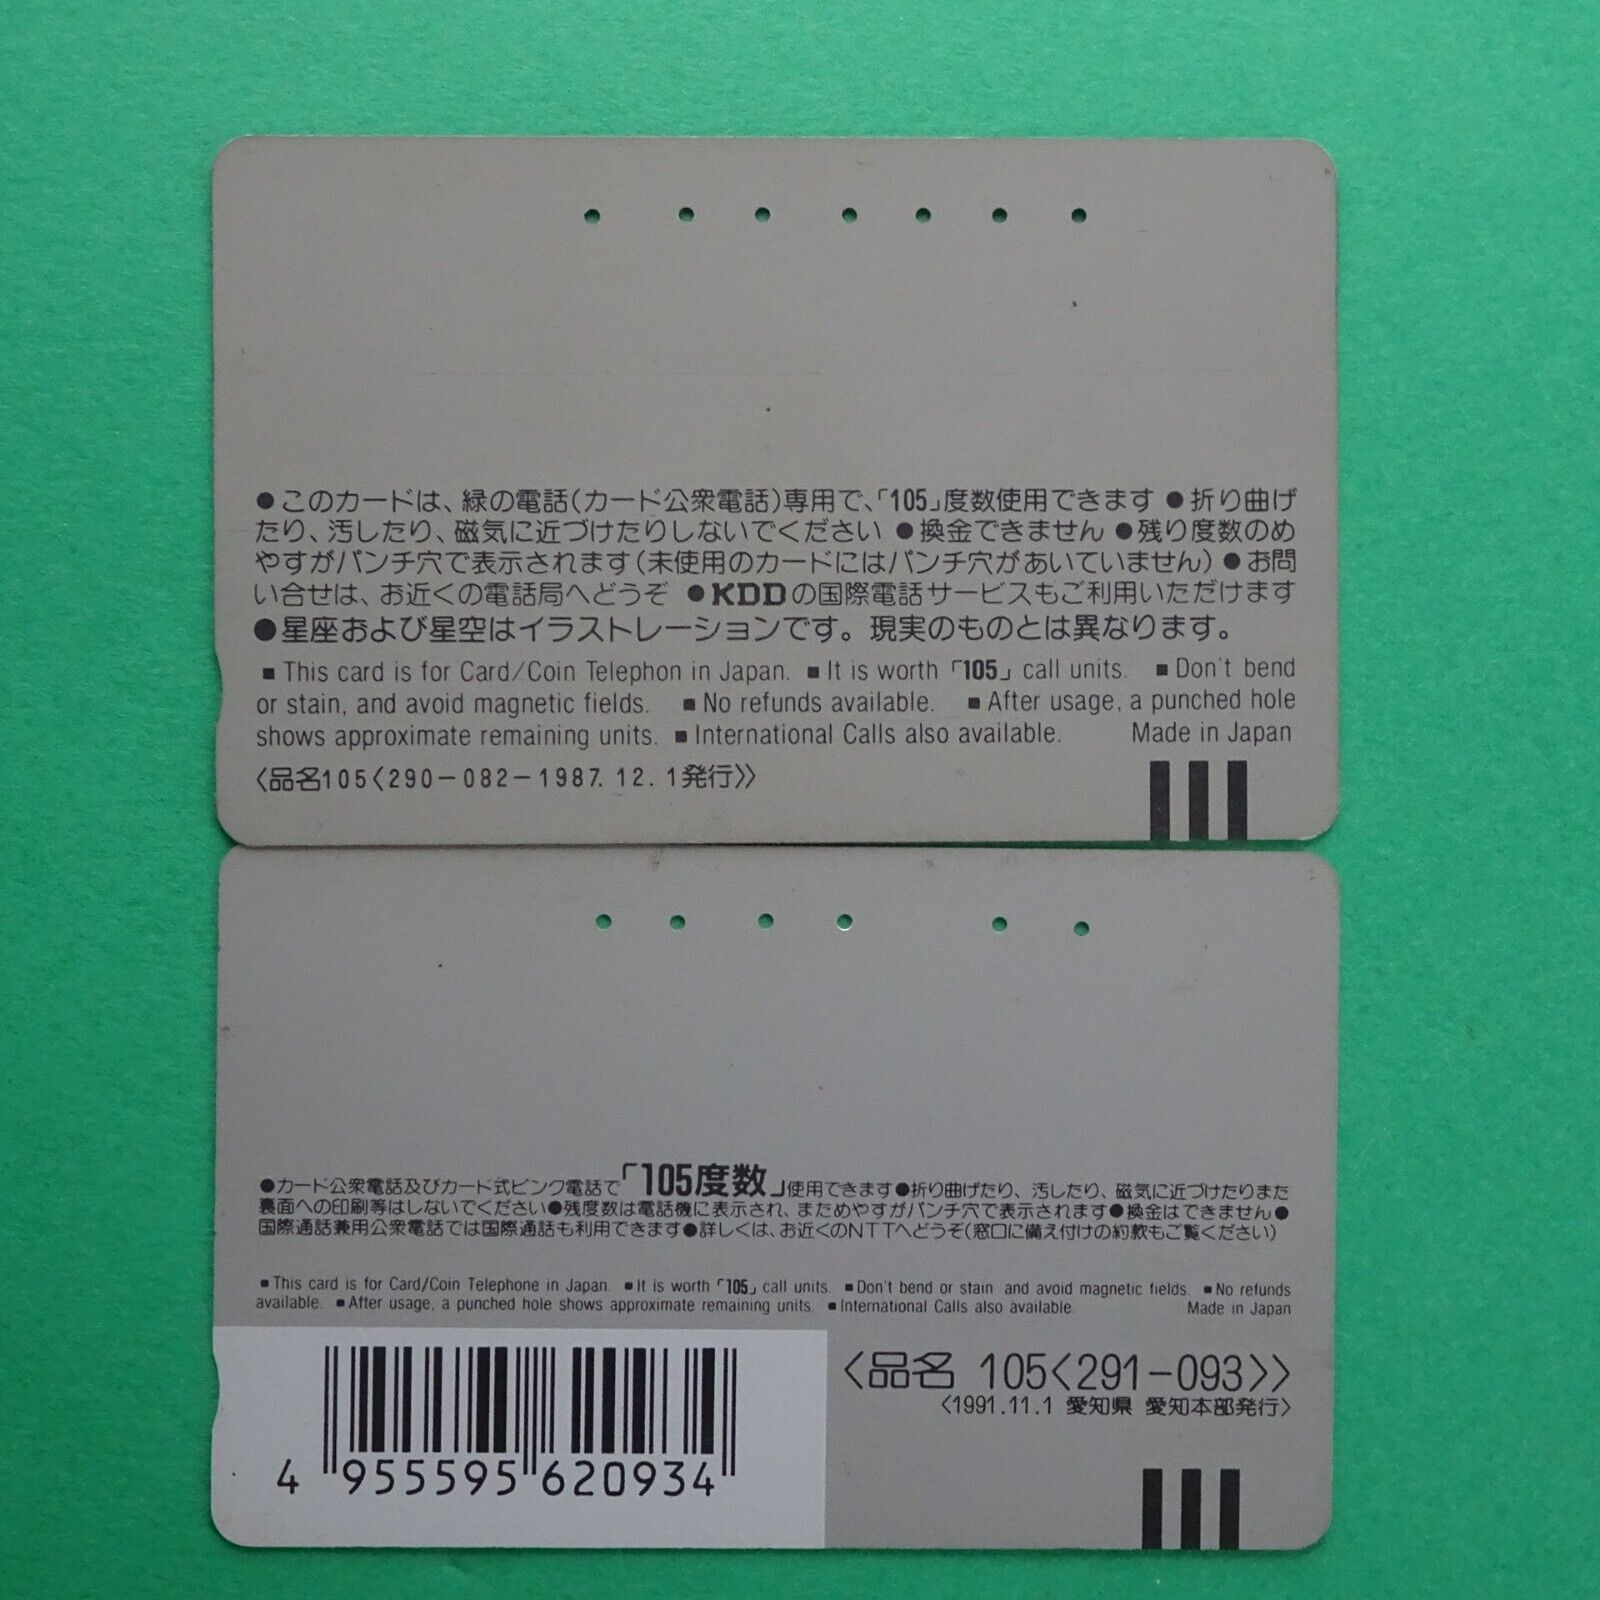 ●このカードは、緑の電話(カード公衆電話)専用で、「105」度数使用できます ●折り曲げ
たり、汚したり、磁気に近づけたりしないでください ●換金できません ●残り度数のめ
やすがパンチ穴で表示されます(未使用のカードにはパンチ穴があいていません) ●お問
い合せは、お近くの電話局へどうぞ ●KDDの国際電話サービスもご利用いただけます
●星座および星空はイラストレーションです。現実のものとは異なります。
■This card is for Card/Coin Telephon in Japan. ■It is worth「105」call units. ■Don't bend
or stain, and avoid magnetic fields. ■No refunds available. ■After usage, a punched hole
shows approximate remaining units. ■International Calls also available. Made in Japan
〈品名105〈290-082-1987. 12. 1発行〉〉
●カード公衆電話及びカード式ピンク電話で「105度数」使用できます●折り曲げたり、汚したり、磁気に近づけたりまた
裏面への印刷等はしないでください●残度数は電話機に表示され、まためやすがパンチ穴で表示されます●換金はできません●
国際通話兼用公衆電話では国際通話も利用できます●詳しくは、お近くのNTTへどうぞ(窓口に備え付けの約款もご覧ください)
■This card is for Card/Coin Telephone in Japan. ■It is worth「105」call units. ■Don't bend or stain and avoid magnetic fields. ■No refunds
available. ■After usage, a punched hole shows approximate remaining units. ■International Calls also available. Made in Japan
〈品名 105〈291-093〉〉
〈1991.11.1 愛知県 愛知本部発行〉
4 955595 620934